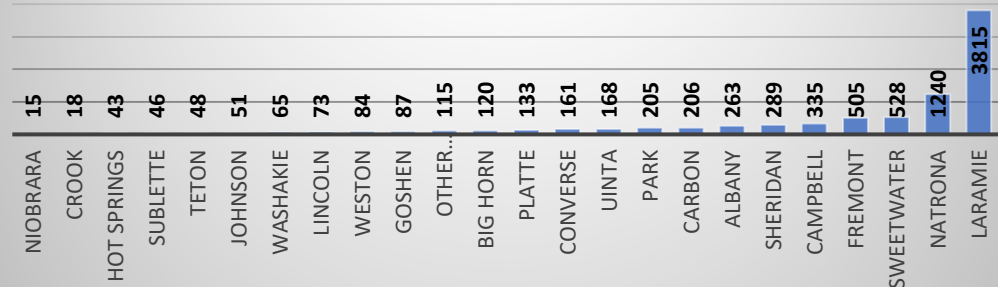 15
18
43
46
48
51
65
73
84
87
115
120
133
161
168
205
206
263
289
335
505
528
1240
3815
NIOBRARA
CROOK
HOT SPRINGS
SUBLETTE
TETON
JOHNSON
WASHAKIE
LINCOLN
WESTON
GOSHEN
OTHER...
BIG HORN
PLATTE
CONVERSE
UINTA
PARK
CARBON
ALBANY
SHERIDAN
CAMPBELL
FREMONT
SWEETWATER
NATRONA
LARAMIE